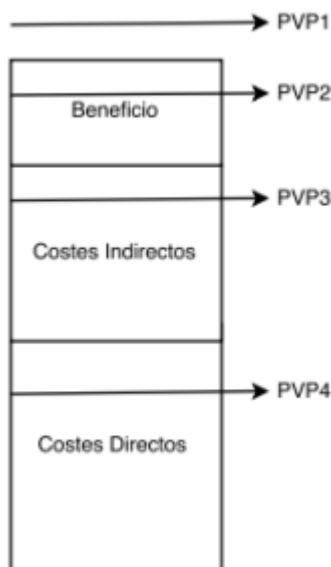 PVP1
PVP2
Beneficio
PVP3
Costes Indirectos
PVP4
Costes Directos